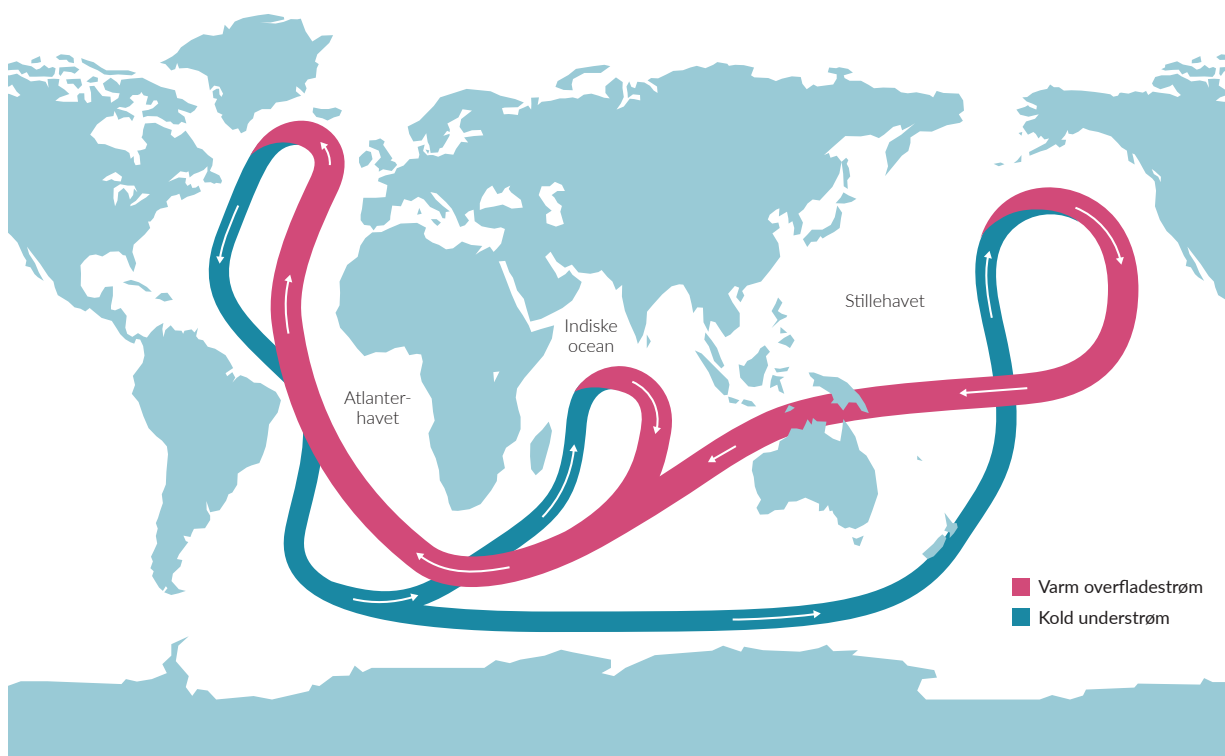 Stillehavet
Indiske
ocean
Atlanter-
havet
Varm overfladestrøm
Kold understrøm